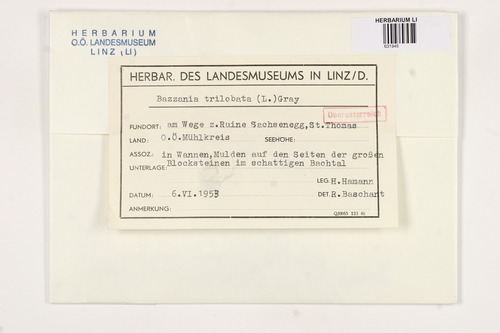 HERBARIUM
O.Ö. LANDESMUSEUM
LINZ (LI)
HERBARIUM LI
HERBAR. DES LANDESMUSEUMS IN LINZ/D.
Bazzania trilobata (L.)Gray
Oberösterreich
FUNDORT: am Wege z.Ruine Sachsenegg,St.Thomas
LAND: O.Ö.Mühlkreis SEEHÖHE:
ASSOZ.: in Wannen,Mulden auf den Seiten der großen
UNTERLAGE: Blocksteinen im schattigen Bachtal
LEG. H.Hamann
DATUM: 6.VI.1953 DET. R.Baschant
ANMERKUNG: